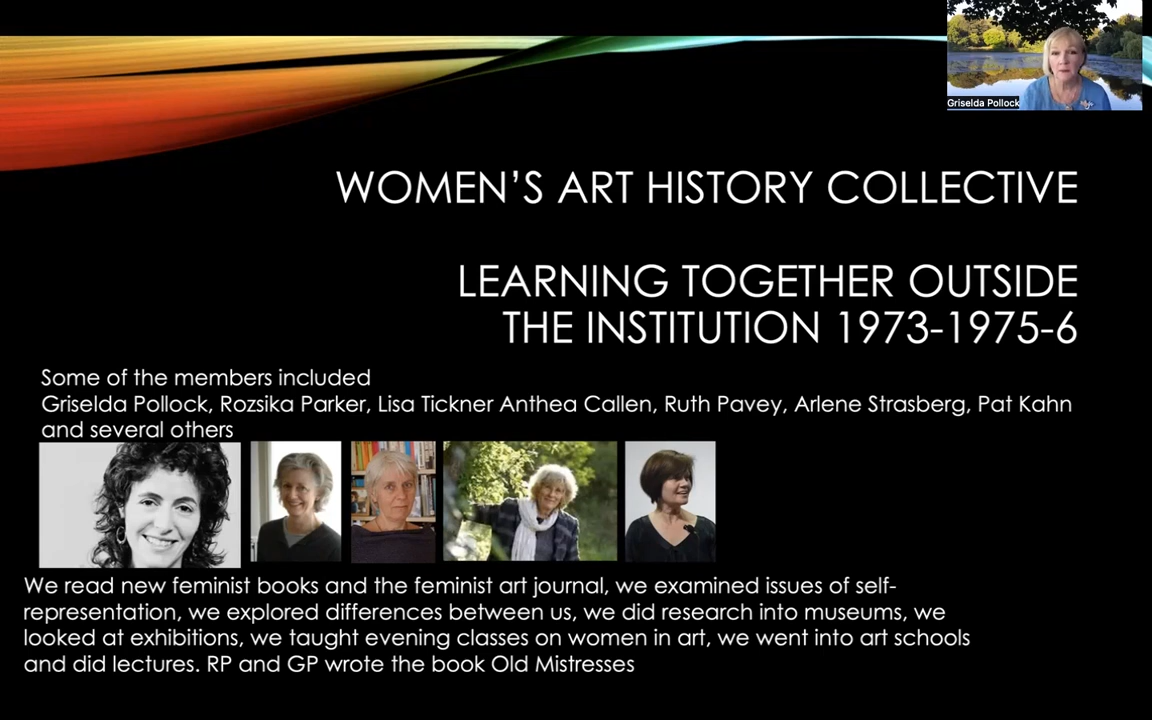 Griselda Pollock
WOMEN'S ART HISTORY COLLECTIVE
LEARNING TOGETHER OUTSIDE
THE INSTITUTION 1973-1975-6
Some of the members included
Griselda Pollock, Rozsika Parker, Lisa Tickner Anthea Callen, Ruth Pavey, Arlene Strasberg, Pat Kahn
and several others
We read new feminist books and the feminist art journal, we examined issues of self-
representation, we explored differences between us, we did research into museums, we
looked at exhibitions, we taught evening classes on women in art, we went into art schools
and did lectures. RP and GP wrote the book Old Mistresses